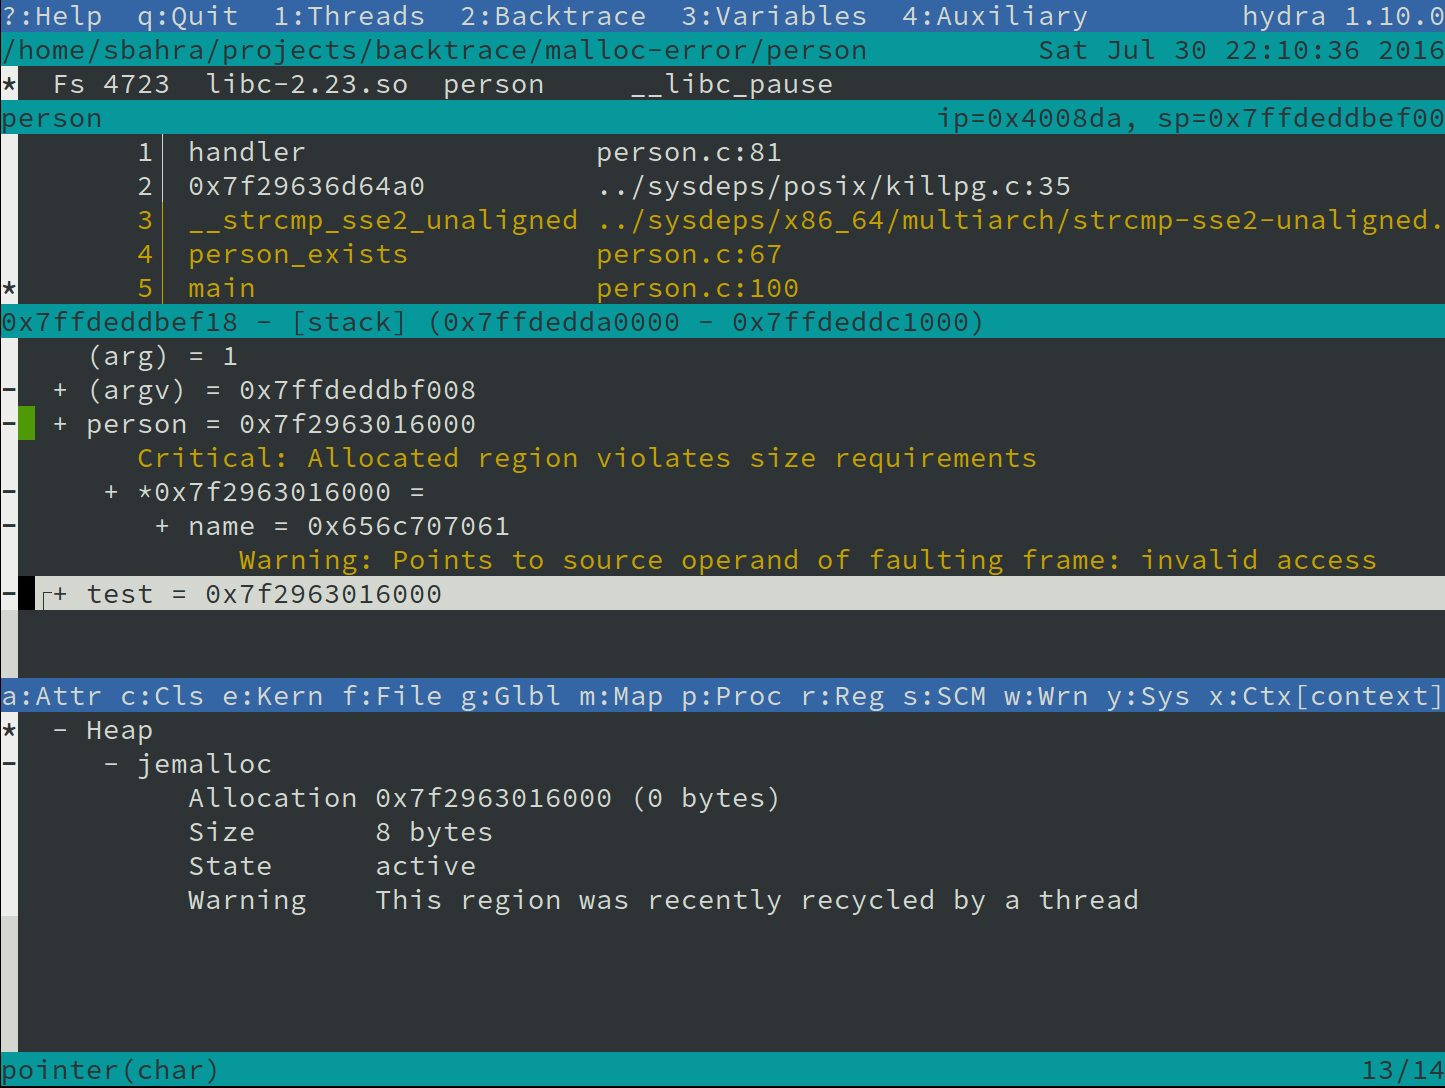 ?:Help  q:Quit  1:Threads  2:Backtrace  3:Variables  4:Auxiliary         hydra 1.10.0
/home/sbahra/projects/backtrace/malloc-error/person          Sat Jul 30 22:10:36 2016
*  Fs 4723  libc-2.23.so  person     __libc_pause
person                                                 ip=0x4008da, sp=0x7ffdeddbef00
1 handler                 person.c:81
2 0x7f29636d64a0          ../sysdeps/posix/killpg.c:35
3 __strcmp_sse2_unaligned ../sysdeps/x86_64/multiarch/strcmp-sse2-unaligned.
4 person_exists           person.c:67
* 5 main                    person.c:100
0x7ffdeddbef18 - [stack] (0x7ffdedda0000 - 0x7ffdeddc1000)
(arg) = 1
-  + (argv) = 0x7ffdeddbf008
-  + person = 0x7f2963016000
Critical: Allocated region violates size requirements
-     + *0x7f2963016000 =
-        + name = 0x656c707061
Warning: Points to source operand of faulting frame: invalid access
- ┌+ test = 0x7f2963016000
a:Attr c:Cls e:Kern f:File g:Glbl m:Map p:Proc r:Reg s:SCM w:Wrn y:Sys x:Ctx[context]
*  - Heap
-     - jemalloc
Allocation 0x7f2963016000 (0 bytes)
Size       8 bytes
State      active
Warning    This region was recently recycled by a thread
pointer(char)                                                                   13/14